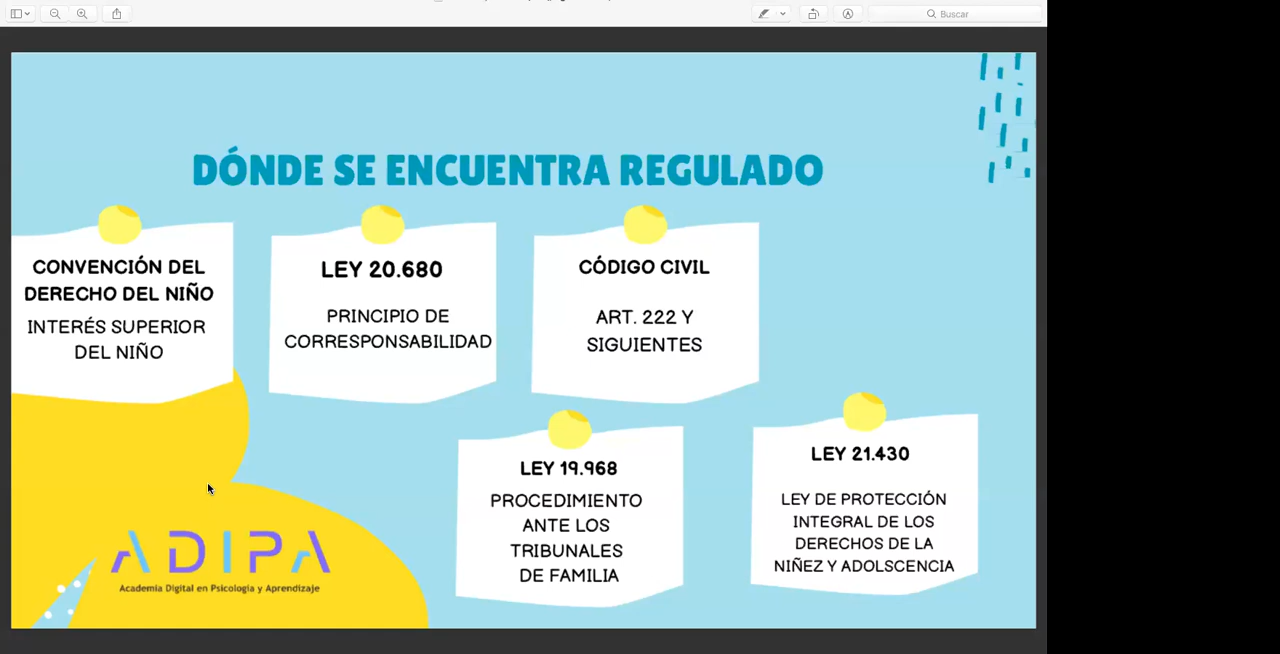 Buscar
DÓNDE SE ENCUENTRA REGULADO
CONVENCIÓN DEL
DERECHO DEL NIÑO
INTERÉS SUPERIOR
DEL NIÑO
LEY 20.680
PRINCIPIO DE
CORRESPONSABILIDAD
CÓDIGO CIVIL
ART. 222 Y
SIGUIENTES
LEY 19.968
PROCEDIMIENTO
ANTE LOS
TRIBUNALES
DE FAMILIA
LEY 21.430
LEY DE PROTECCIÓN
INTEGRAL DE LOS
DERECHOS DE LA
NIÑEZ Y ADOLSCENCIA
ADIPA
Academia Digital en Psicología y Aprendizaje